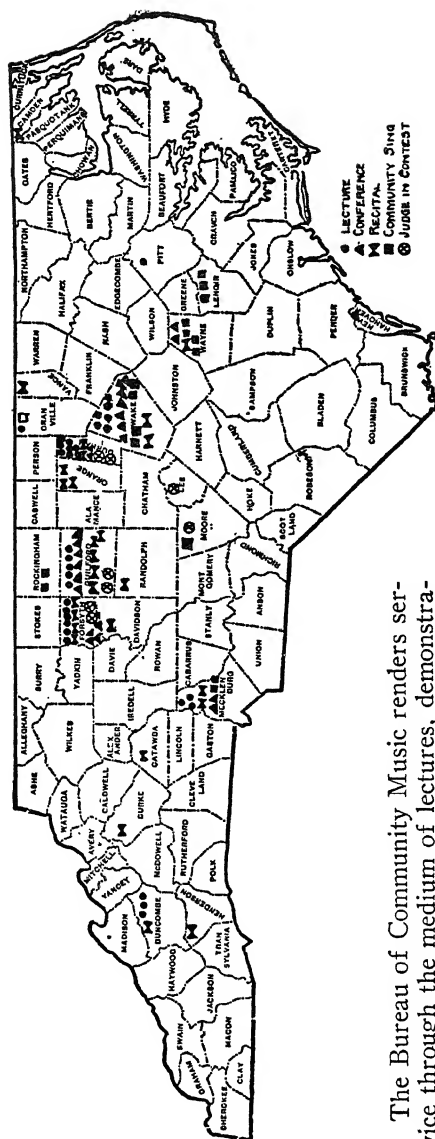 ALLEGHANY
ASHE
SURRY
STOKES
ROCKINGHAM
CASWELL
PERSON
GRANVILLE
VANCE
WARREN
NORTHAMPTON
GATES
HERTFORD
CURRITUCK
CAMDEN
PASQUOTANK
PERQUIMANS
CHOWAN
WATAUGA
WILKES
YADKIN
FORSYTH
GUILFORD
ALAMANCE
ORANGE
DURHAM
FRANKLIN
HALIFAX
BERTIE
MITCHELL
AVERY
CALDWELL
ALEXANDER
IREDELL
DAVIE
DAVIDSON
RANDOLPH
CHATHAM
WAKE
NASH
EDGECOMBE
MARTIN
WASHINGTON
TYRRELL
DARE
MADISON
YANCEY
BURKE
CATAWBA
ROWAN
WILSON
PITT
BEAUFORT
HYDE
HAYWOOD
BUNCOMBE
McDOWELL
LINCOLN
CABARRUS
STANLY
MONTGOMERY
MOORE
LEE
HARNETT
JOHNSTON
WAYNE
GREENE
LENOIR
CRAVEN
PAMLICO
CARTERET
SWAIN
GRAHAM
JACKSON
TRANSYLVANIA
HENDERSON
RUTHERFORD
POLK
CLEVELAND
GASTON
MECKLENBURG
CHEROKEE
MACON
CLAY
UNION
ANSON
RICHMOND
SCOTLAND
HOKE
CUMBERLAND
SAMPSON
DUPLIN
JONES
ONSLOW
ROBESON
BLADEN
PENDER
COLUMBUS
BRUNSWICK
NEW HANOVER
LECTURE
CONFERENCE
RECITAL
COMMUNITY SING
JUDGE IN CONTEST
The Bureau of Community Music renders ser-
vice through the medium of lectures, demonstra-